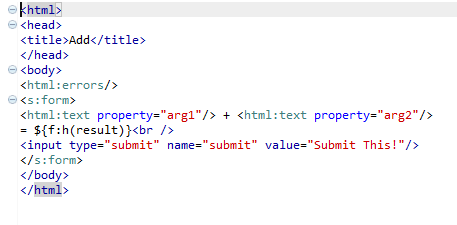 <html>
<head>
<title>Add</title>
</head>
<body>
<html:errors/>
<s:form>
<html:text property="arg1"/> + <html:text property="arg2"/>
= ${f:h(result)}<br />
<input type="submit" name="submit" value="Submit This!"/>
</s:form>
</body>
</html>